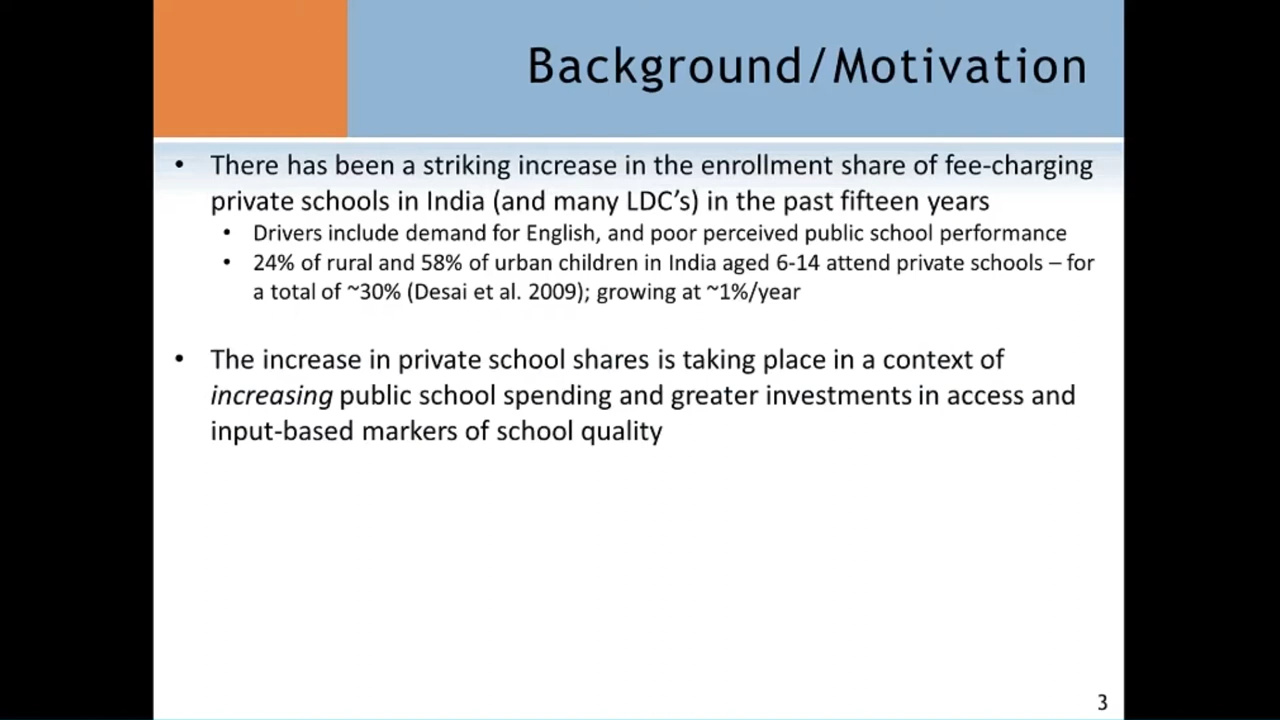 Background/Motivation
• There has been a striking increase in the enrollment share of fee-charging
private schools in India (and many LDC’s) in the past fifteen years
• Drivers include demand for English, and poor perceived public school performance
• 24% of rural and 58% of urban children in India aged 6-14 attend private schools – for
a total of ~30% (Desai et al. 2009); growing at ~1%/year
• The increase in private school shares is taking place in a context of
increasing public school spending and greater investments in access and
input-based markers of school quality
3